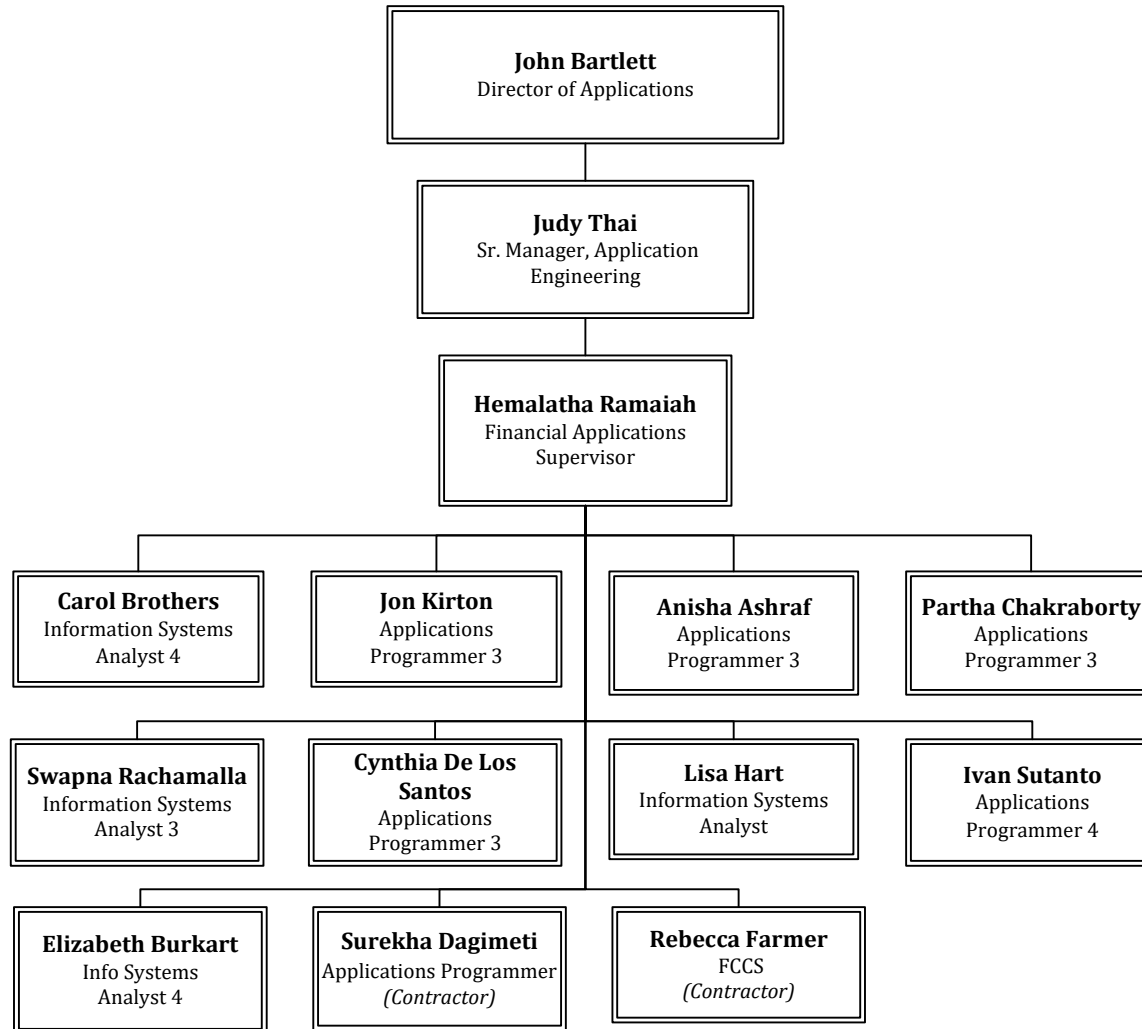 John Bartlett
Director of Applications
Judy Thai
Sr. Manager, Application
Engineering
Hemalatha Ramaiah
Financial Applications
Supervisor
Carol Brothers
Information Systems
Analyst 4
Jon Kirton
Applications
Programmer 3
Anisha Ashraf
Applications
Programmer 3
Partha Chakraborty
Applications
Programmer 3
Swapna Rachamalla
Information Systems
Analyst 3
Cynthia De Los
Santos
Applications
Programmer 3
Lisa Hart
Information Systems
Analyst
Ivan Sutanto
Applications
Programmer 4
Elizabeth Burkart
Info Systems
Analyst 4
Surekha Dagimeti
Applications Programmer
(Contractor)
Rebecca Farmer
FCCS
(Contractor)